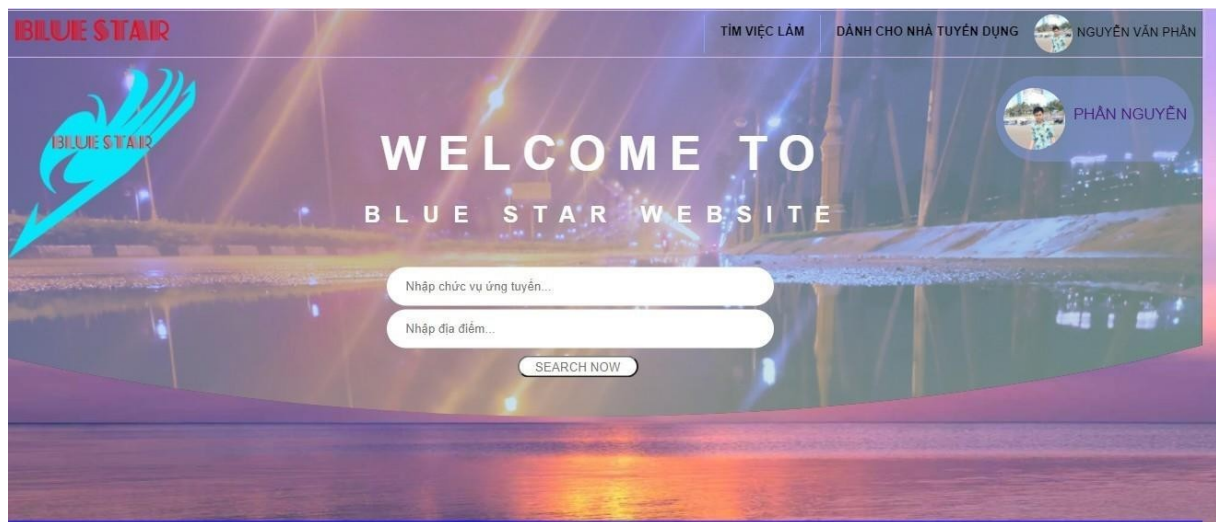 BLUE STAR
TÌM VIỆC LÀM
DÀNH CHO NHÀ TUYỂN DỤNG
NGUYỄN VĂN PHẦN
PHẦN NGUYỄN
BLUE STAR
WELCOME TO
BLUE STAR WEBSITE
Nhập chức vụ ứng tuyển...
Nhập địa điểm...
SEARCH NOW